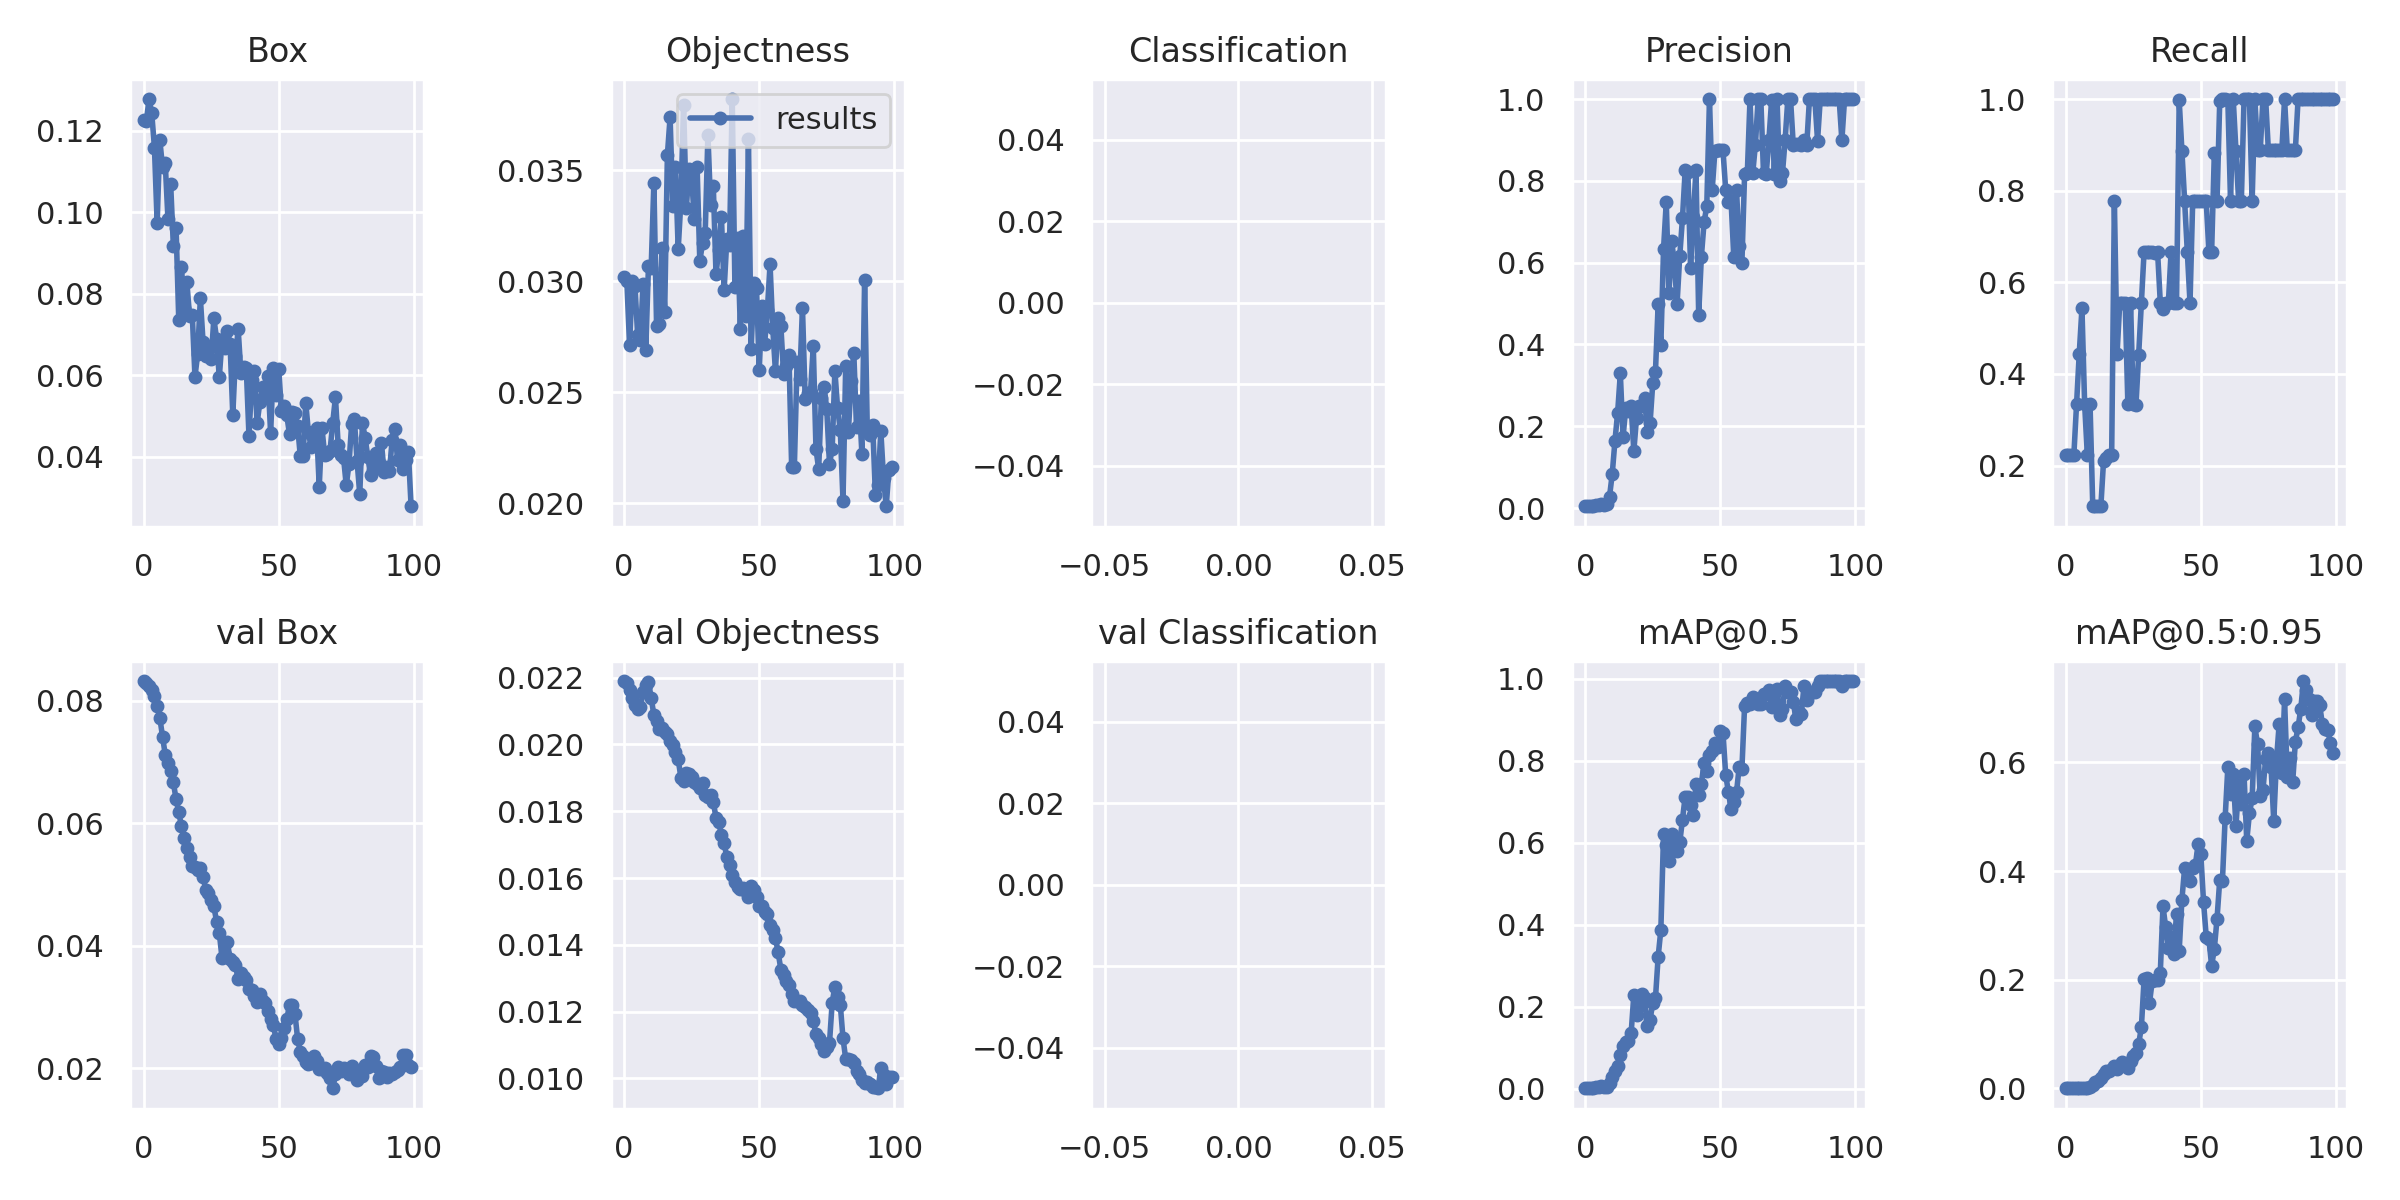 Box
Objectness
Classification
Precision
Recall
0.12
0.10
0.08
0.06
0.04
0 50 100
results
0.035
0.030
0.025
0.020
0 50 100
0.04
0.02
0.00
−0.02
−0.04
−0.05 0.00 0.05
1.0
0.8
0.6
0.4
0.2
0.0
0 50 100
1.0
0.8
0.6
0.4
0.2
0 50 100
val Box
val Objectness
val Classification
mAP@0.5
mAP@0.5:0.95
0.08
0.06
0.04
0.02
0 50 100
0.022
0.020
0.018
0.016
0.014
0.012
0.010
0 50 100
0.04
0.02
0.00
−0.02
−0.04
−0.05 0.00 0.05
1.0
0.8
0.6
0.4
0.2
0.0
0 50 100
0.6
0.4
0.2
0.0
0 50 100